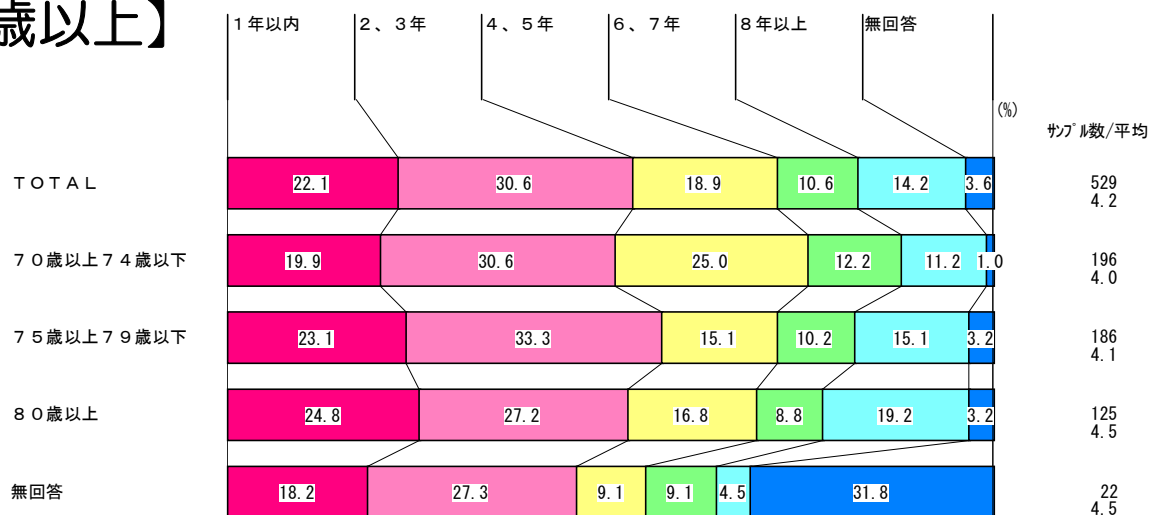 歳以上】
１年以内 ２、３年 ４、５年 ６、７年 ８年以上 無回答
(%)
ｻﾝﾌﾟﾙ数/平均
ＴＯＴＡＬ 22.1 30.6 18.9 10.6 14.2 3.6 529
4.2
７０歳以上７４歳以下 19.9 30.6 25.0 12.2 11.2 1.0 196
4.0
７５歳以上７９歳以下 23.1 33.3 15.1 10.2 15.1 3.2 186
4.1
８０歳以上 24.8 27.2 16.8 8.8 19.2 3.2 125
4.5
無回答 18.2 27.3 9.1 9.1 4.5 31.8 22
4.5